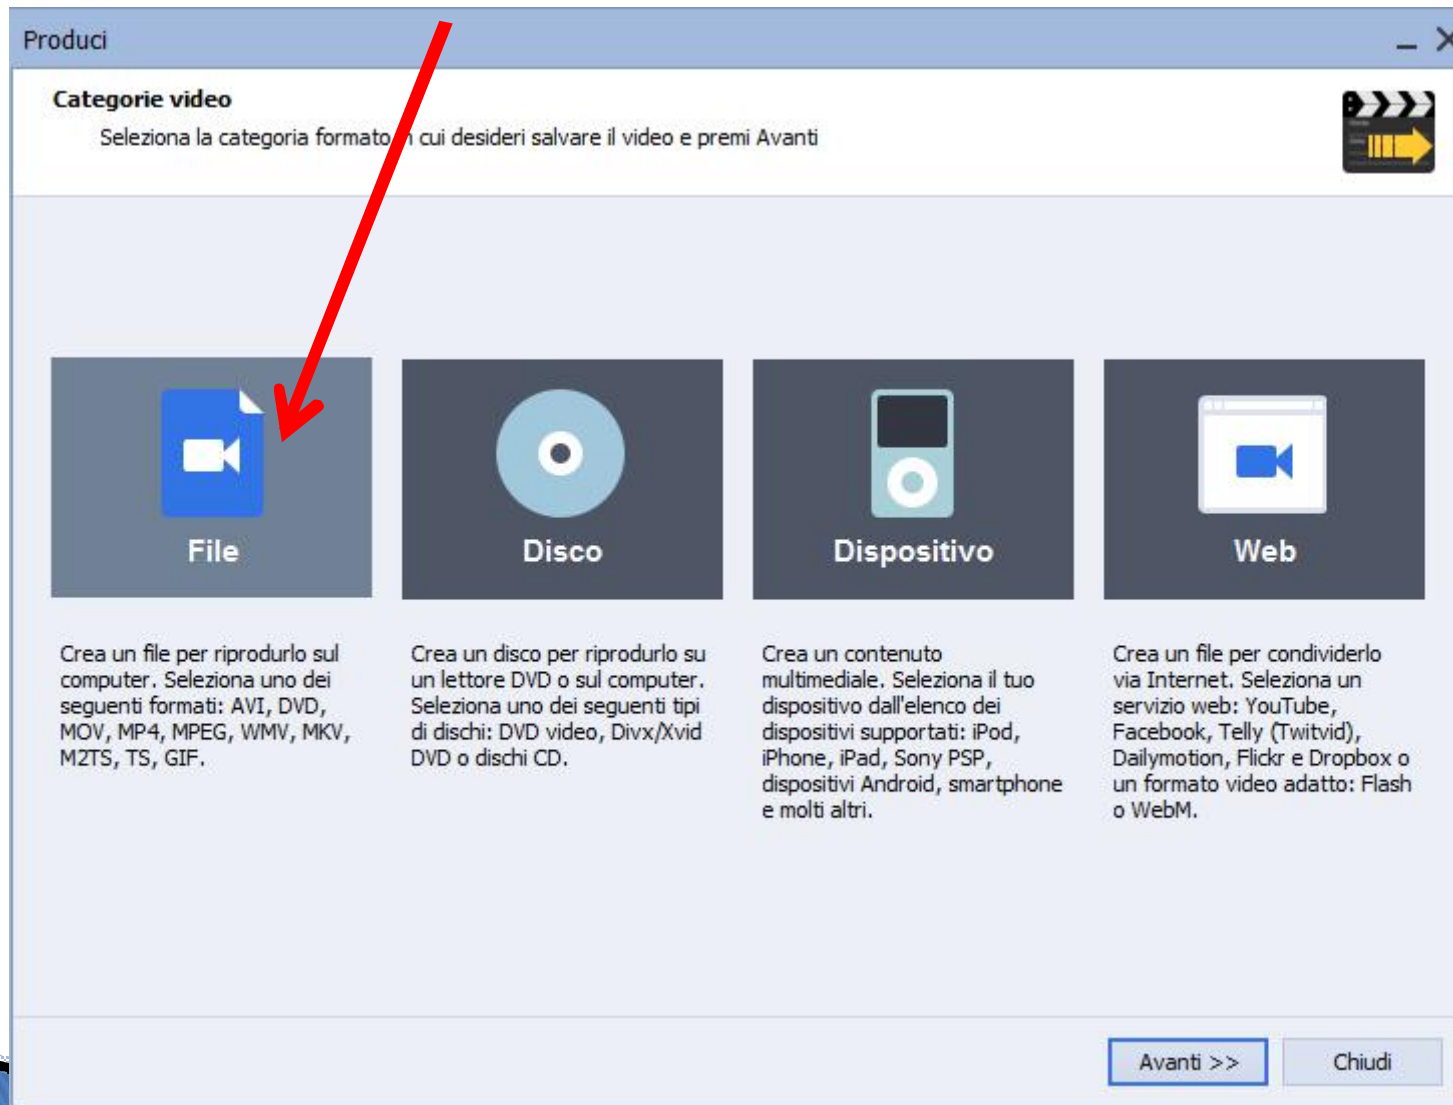 Produci
Categorie video
Seleziona la categoria formato in cui desideri salvare il video e premi Avanti
File
Disco
Dispositivo
Web
Crea un file per riprodurlo sul
computer. Seleziona uno dei
seguenti formati: AVI, DVD,
MOV, MP4, MPEG, WMV, MKV,
M2TS, TS, GIF.
Crea un disco per riprodurlo su
un lettore DVD o sul computer.
Seleziona uno dei seguenti tipi
di dischi: DVD video, Divx/Xvid
DVD o dischi CD.
Crea un contenuto
multimediale. Seleziona il tuo
dispositivo dall'elenco dei
dispositivi supportati: iPod,
iPhone, iPad, Sony PSP,
dispositivi Android, smartphone
e molti altri.
Crea un file per condividerlo
via Internet. Seleziona un
servizio web: YouTube,
Facebook, Telly (Twitvid),
Dailymotion, Flickr e Dropbox o
un formato video adatto: Flash
o WebM.
Avanti >>
Chiudi